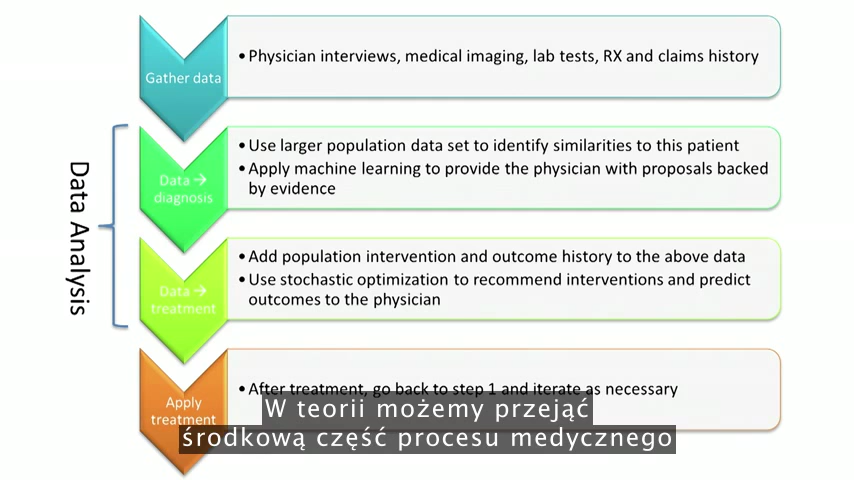 Gather data
•Physician interviews, medical imaging, lab tests, RX and claims history
Data Analysis
Data →
diagnosis
•Use larger population data set to identify similarities to this patient
•Apply machine learning to provide the physician with proposals backed
by evidence
Data →
treatment
•Add population intervention and outcome history to the above data
•Use stochastic optimization to recommend interventions and predict
outcomes to the physician
Apply
treatment
•After treatment, go back to step 1 and iterate as necessary
W teorii możemy przejąć
środkową część procesu medycznego